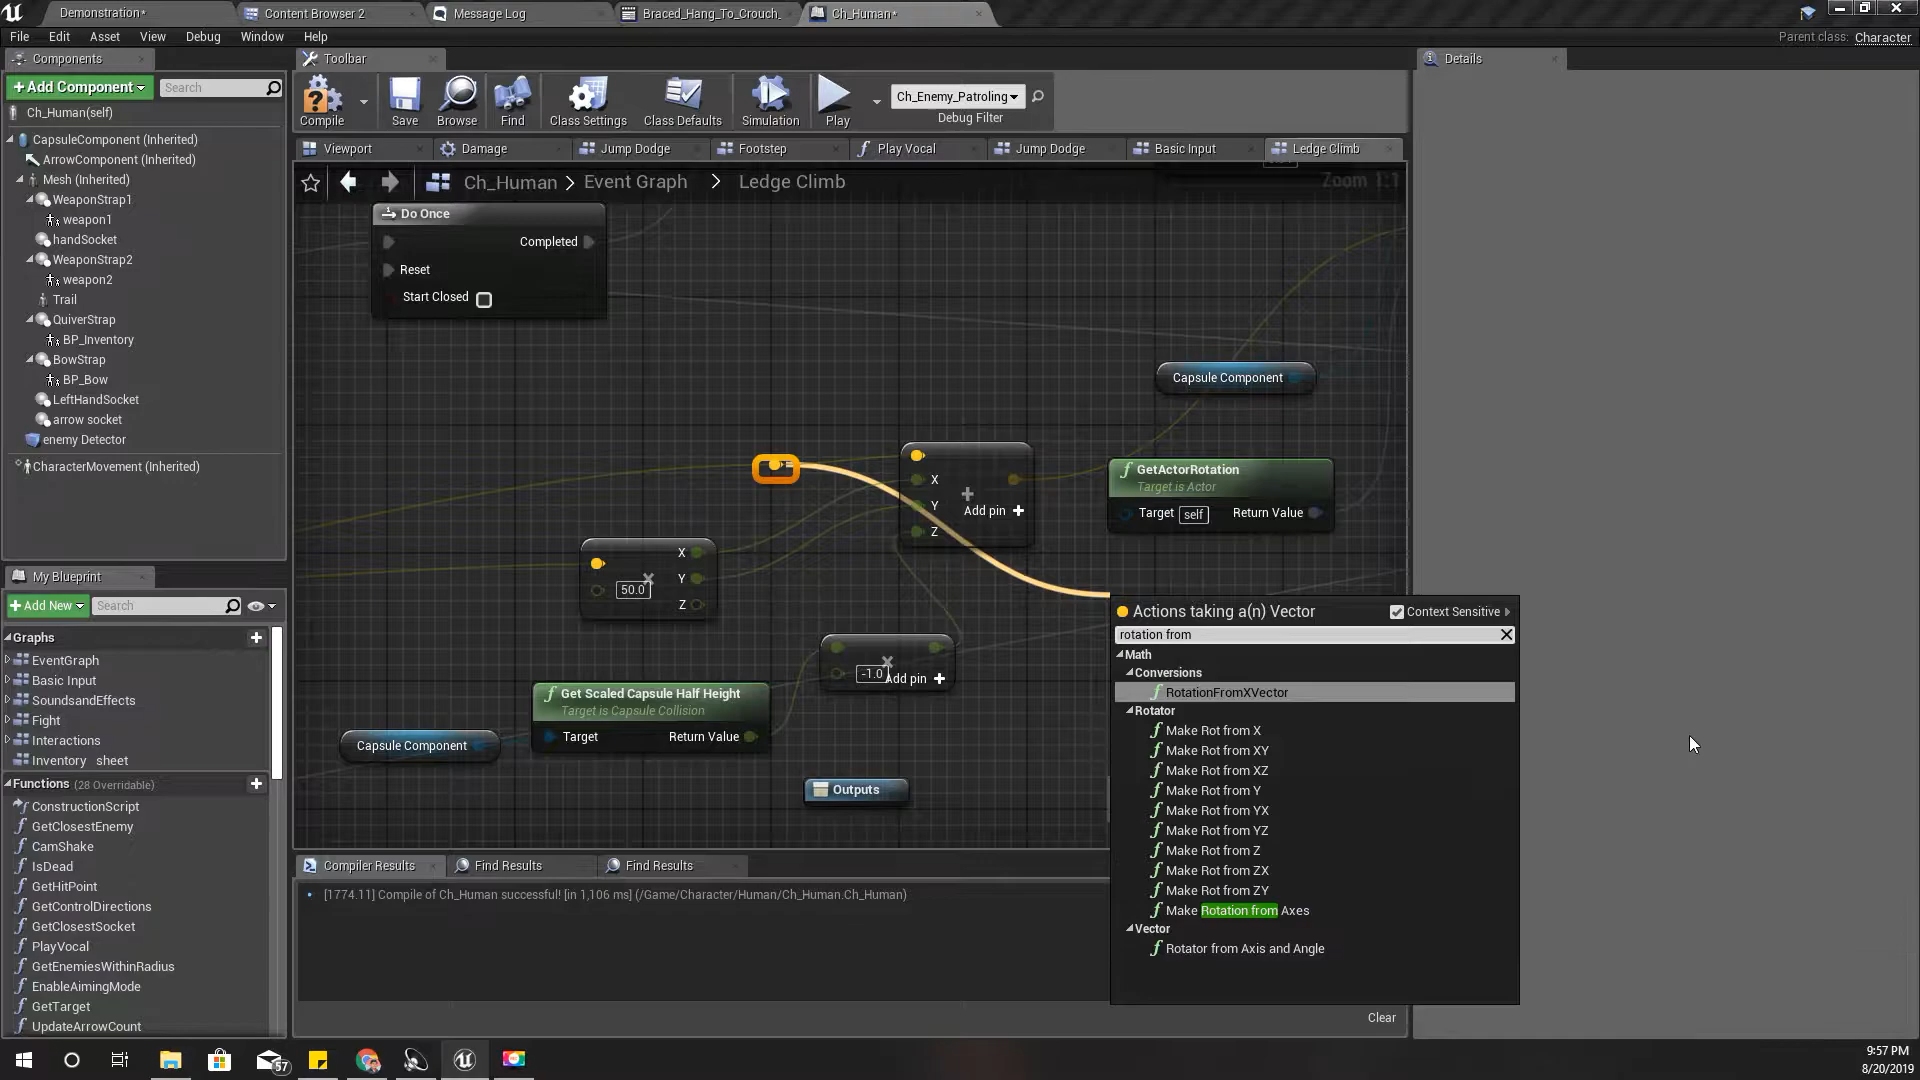 Demonstration*
Content Browser 2
Message Log
Braced_Hang_To_Crouch_
Ch_Human*
File Edit Asset View Debug Window Help
Parent class: Character
Components
Toolbar
Details
+Add Component
Search
Ch_Human(self)
CapsuleComponent (Inherited)
ArrowComponent (Inherited)
Mesh (Inherited)
WeaponStrap1
weapon1
handSocket
WeaponStrap2
weapon2
Trail
QuiverStrap
BP_Inventory
BowStrap
BP_Bow
LeftHandSocket
arrow socket
enemy Detector
CharacterMovement (Inherited)
Compile
Save
Browse
Find
Class Settings
Class Defaults
Simulation
Play
Ch_Enemy_Patroling
Debug Filter
Viewport
Damage
Jump Dodge
Footstep
Play Vocal
Jump Dodge
Basic Input
Ledge Climb
Ch_Human > Event Graph > Ledge Climb
Zoom 1:1
Do Once
Completed
Reset
Start Closed
Capsule Component
X
Y
Z
Add pin +
GetActorRotation
Target is Actor
Target self Return Value
X
Y
Z
50.0
-1.0
Add pin +
Get Scaled Capsule Half Height
Target is Capsule Collision
Target Return Value
Capsule Component
Outputs
Actions taking a(n) Vector
Context Sensitive
rotation from
Math
Conversions
RotationFromXVector
Rotator
Make Rot from X
Make Rot from XY
Make Rot from XZ
Make Rot from Y
Make Rot from YX
Make Rot from YZ
Make Rot from Z
Make Rot from ZX
Make Rot from ZY
Make Rotation from Axes
Vector
Rotator from Axis and Angle
My Blueprint
+Add New
Search
Graphs
EventGraph
Basic Input
SoundsandEffects
Fight
Interactions
Inventory sheet
Functions (28 Overridable)
ConstructionScript
GetClosestEnemy
CamShake
IsDead
GetHitPoint
GetControlDirections
GetClosestSocket
PlayVocal
GetEnemiesWithinRadius
EnableAimingMode
GetTarget
UpdateArrowCount
Compiler Results
Find Results
Find Results
[1774.11] Compile of Ch_Human successful! [in 1,106 ms] (/Game/Character/Human/Ch_Human.Ch_Human)
Clear
57
9:57 PM
8/20/2019